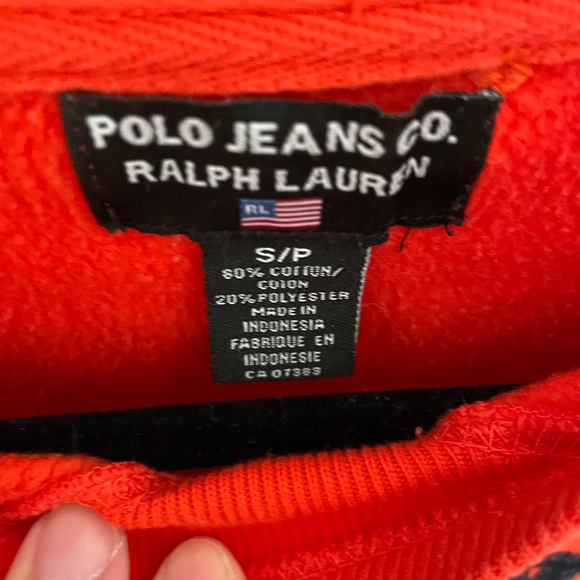 POLO JEANS CO.
RALPH LAUREN
RL
S/P
80% COTTON/
COTON
20% POLYESTER
MADE IN
INDONESIA
FABRIQUE EN
INDONESIE
CA 07383